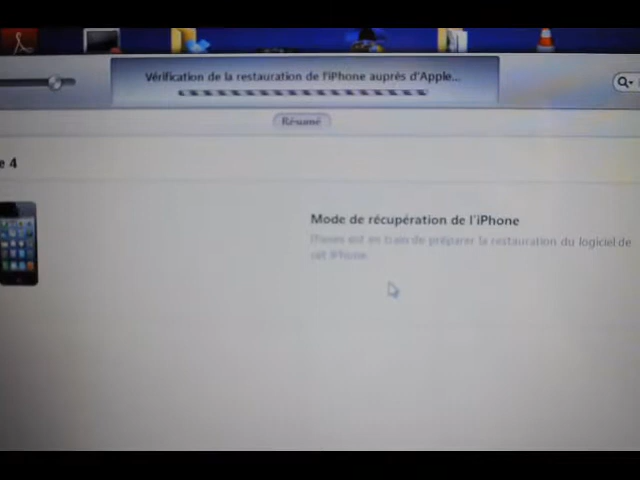 Vérification de la restauration de l'iPhone auprès d'Apple...
Résumé
e 4
Mode de récupération de l'iPhone
iTunes est en train de préparer la restauration du logiciel de
cet iPhone.